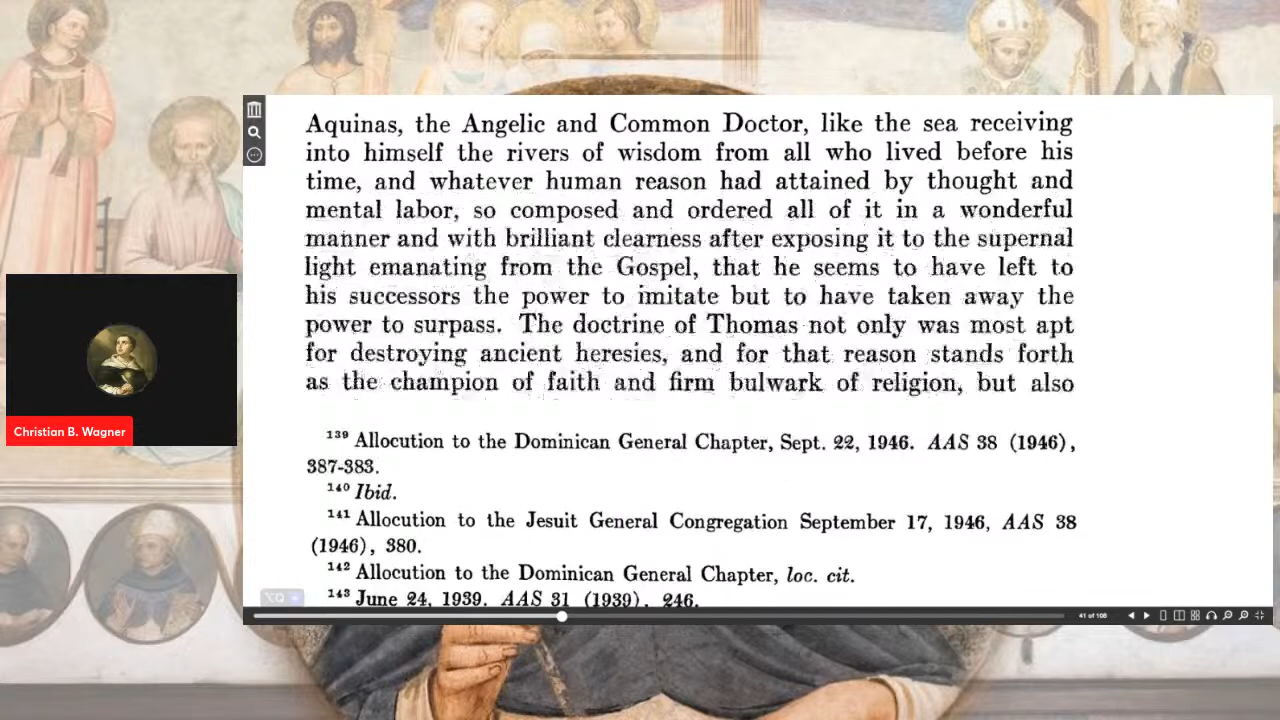 Aquinas, the Angelic and Common Doctor, like the sea receiving
into himself the rivers of wisdom from all who lived before his
time, and whatever human reason had attained by thought and
mental labor, so composed and ordered all of it in a wonderful
manner and with brilliant clearness after exposing it to the supernal
light emanating from the Gospel, that he seems to have left to
his successors the power to imitate but to have taken away the
power to surpass. The doctrine of Thomas not only was most apt
for destroying ancient heresies, and for that reason stands forth
as the champion of faith and firm bulwark of religion, but also
139 Allocution to the Dominican General Chapter, Sept. 22, 1946. AAS 38 (1946),
387-383.
140 Ibid.
141 Allocution to the Jesuit General Congregation September 17, 1946, AAS 38
(1946), 380.
142 Allocution to the Dominican General Chapter, loc. cit.
143 June 24, 1939. AAS 31 (1939). 246.
41 of 108
Christian B. Wagner